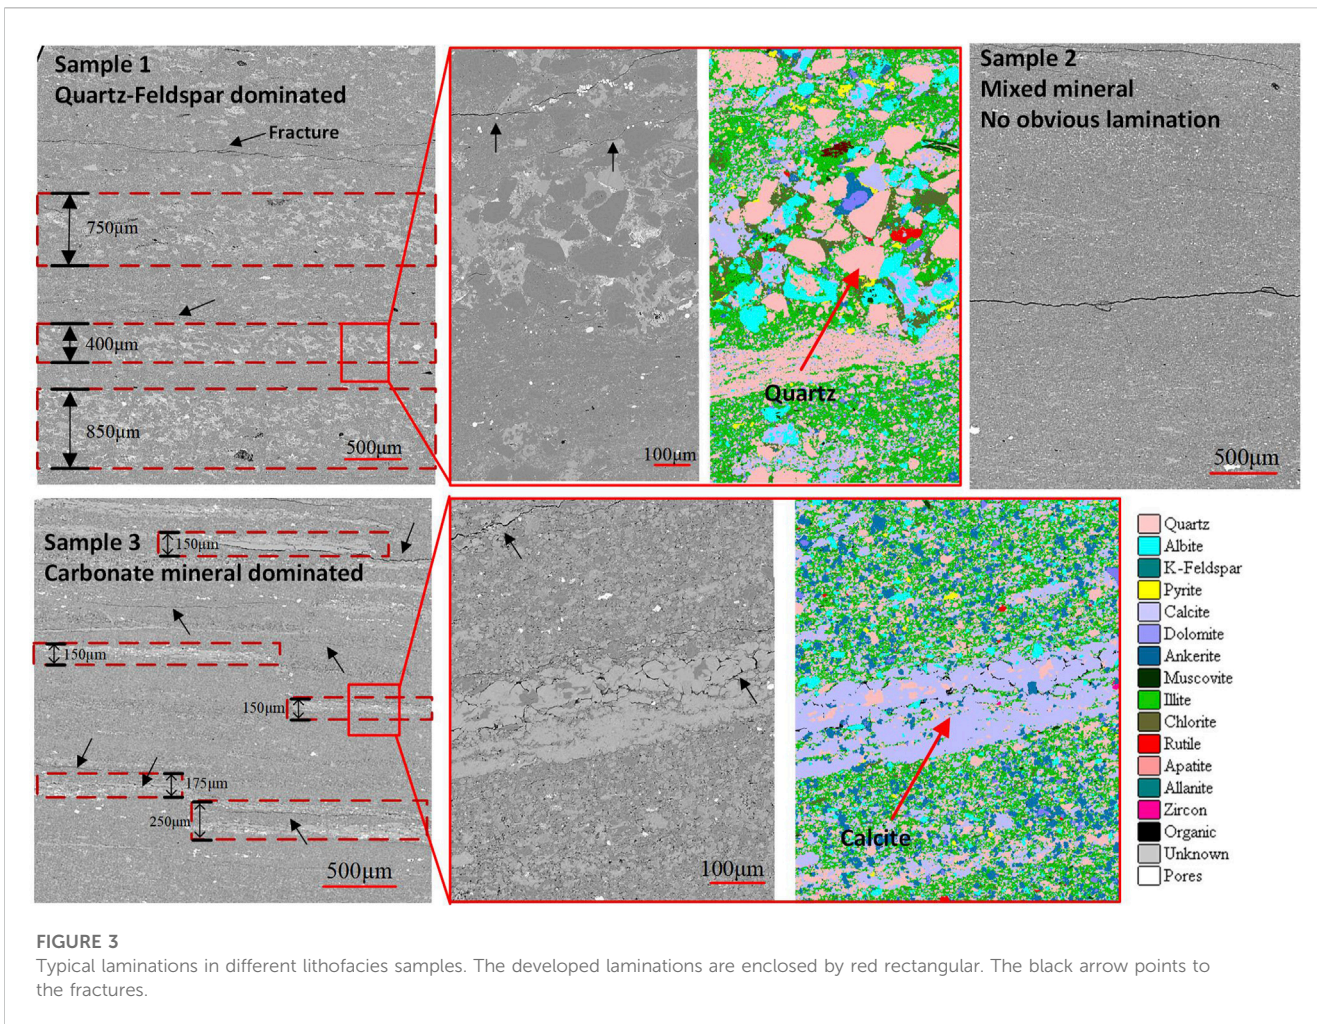 Sample 1
Quartz-Feldspar dominated
Fracture
750μm
400μm
850μm
500μm
100μm
Quartz
Sample 2
Mixed mineral
No obvious lamination
500μm
Sample 3
Carbonate mineral dominated
150μm
150μm
150μm
175μm
250μm
500μm
100μm
Calcite
Quartz
Albite
K-Feldspar
Pyrite
Calcite
Dolomite
Ankerite
Muscovite
Illite
Chlorite
Rutile
Apatite
Allanite
Zircon
Organic
Unknown
Pores
FIGURE 3
Typical laminations in different lithofacies samples. The developed laminations are enclosed by red rectangular. The black arrow points to
the fractures.